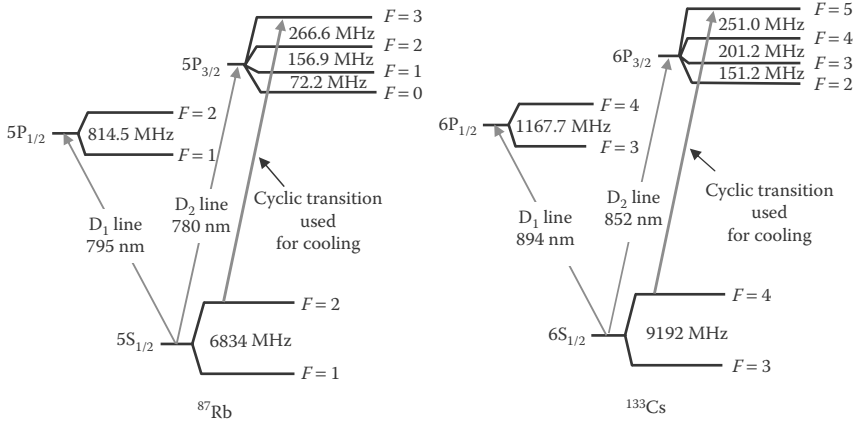 F = 3
266.6 MHz
F = 2
5P3/2
156.9 MHz
F = 1
72.2 MHz
F = 0
F = 2
5P1/2
814.5 MHz
F = 1
D1 line
795 nm
D2 line
780 nm
Cyclic transition
used
for cooling
F = 2
5S1/2
6834 MHz
F = 1
87Rb
F = 5
251.0 MHz
F = 4
6P3/2
201.2 MHz
F = 3
151.2 MHz
F = 2
F = 4
6P1/2
1167.7 MHz
F = 3
D1 line
894 nm
D2 line
852 nm
Cyclic transition
used
for cooling
F = 4
6S1/2
9192 MHz
F = 3
133Cs